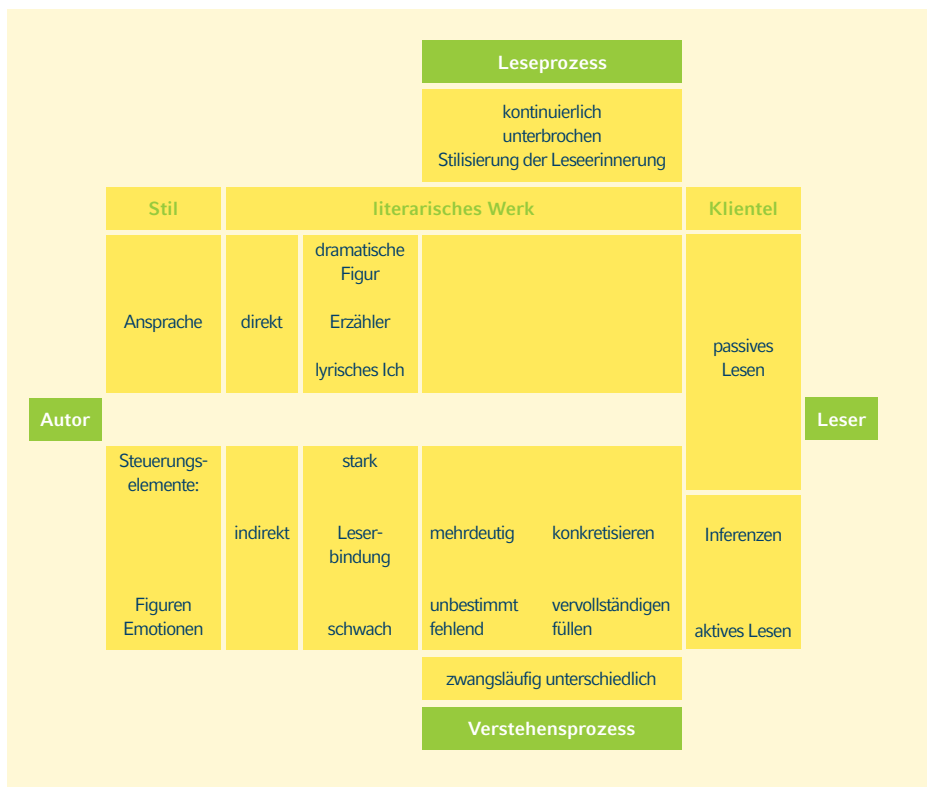 Leseprozess
kontinuierlich
unterbrochen
Stilisierung der Leseerinnerung
Stil
literarisches Werk
Klientel
Ansprache
direkt
dramatische
Figur
Erzähler
lyrisches Ich
passives
Lesen
Autor
Leser
Steuerungs-
elemente:
Figuren
Emotionen
indirekt
stark
Leser-
bindung
schwach
mehrdeutig
konkretisieren
unbestimmt
fehlend
vervollständigen
füllen
Inferenzen
aktives Lesen
zwangsläufig unterschiedlich
Verstehensprozess